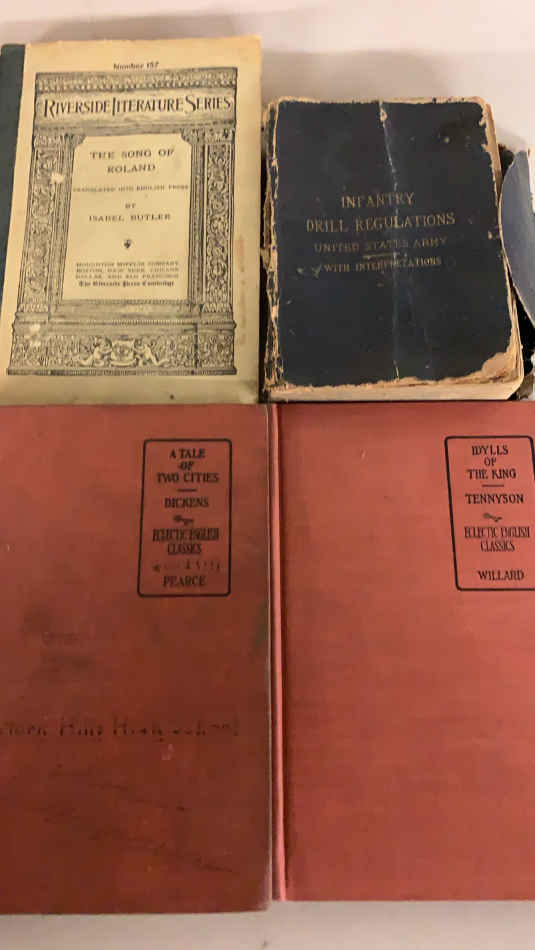 Number 157
RIVERSIDE LITERATURE SERIES
THE SONG OF
ROLAND
TRANSLATED INTO ENGLISH PROSE
BY
ISABEL BUTLER
HOUGHTON MIFFLIN COMPANY
BOSTON, NEW YORK, CHICAGO
DALLAS, AND SAN FRANCISCO
The Riverside Press Cambridge
INFANTRY
DRILL REGULATIONS
UNITED STATES ARMY
WITH INTERPRETATIONS
A TALE
OF
TWO CITIES
DICKENS
ECLECTIC ENGLISH
CLASSICS
PEARCE
High School
IDYLLS
OF
THE KING
TENNYSON
ECLECTIC ENGLISH
CLASSICS
WILLARD